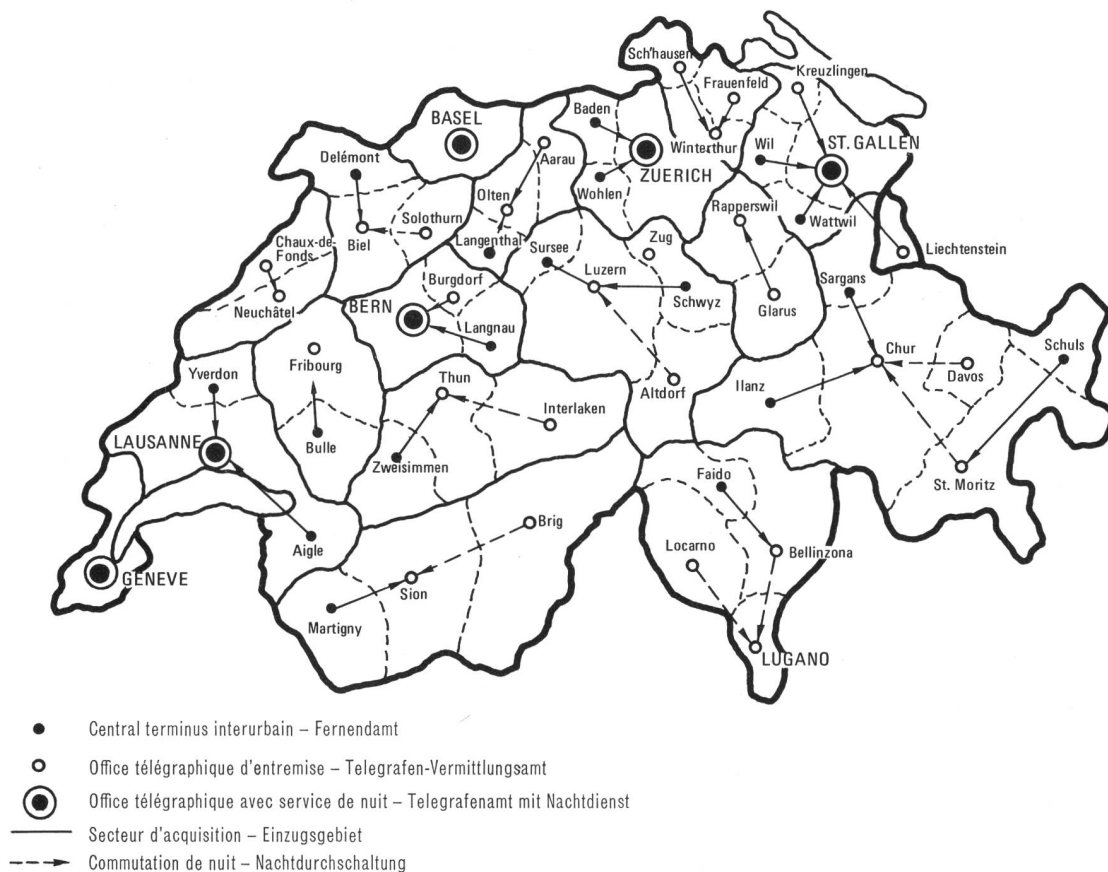 Sch'hausen
Kreuzlingen
Frauenfeld
BASEL
Baden
Winterthur
Wil
ST. GALLEN
Delémont
Aarau
ZUERICH
Olten
Wohlen
Rapperswil
Wattwil
Solothurn
Biel
Chaux-de-
Fonds
Langenthal
Sursee
Zug
Liechtenstein
Luzern
Sargans
Burgdorf
Neuchâtel
BERN
Schwyz
Glarus
Langnau
Fribourg
Chur
Schuls
Yverdon
Thun
Ilanz
Davos
Altdorf
Interlaken
LAUSANNE
Bulle
Zweisimmen
Faido
St. Moritz
Brig
Aigle
Locarno
Bellinzona
GENEVE
Sion
Martigny
LUGANO
Central terminus interurbain – Fernendamt
Office télégraphique d'entremise – Telegrafen-Vermittlungsamt
Office télégraphique avec service de nuit – Telegrafenamt mit Nachtdienst
Secteur d'acquisition – Einzugsgebiet
Commutation de nuit – Nachtdurchschaltung